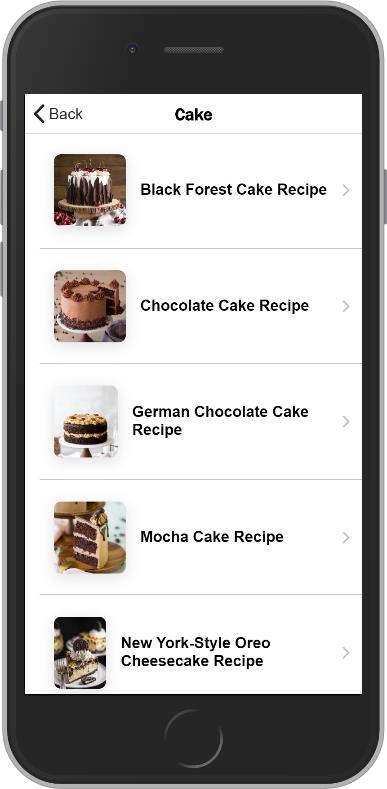 Back
Cake
Black Forest Cake Recipe
Chocolate Cake Recipe
German Chocolate Cake
Recipe
Mocha Cake Recipe
New York-Style Oreo
Cheesecake Recipe